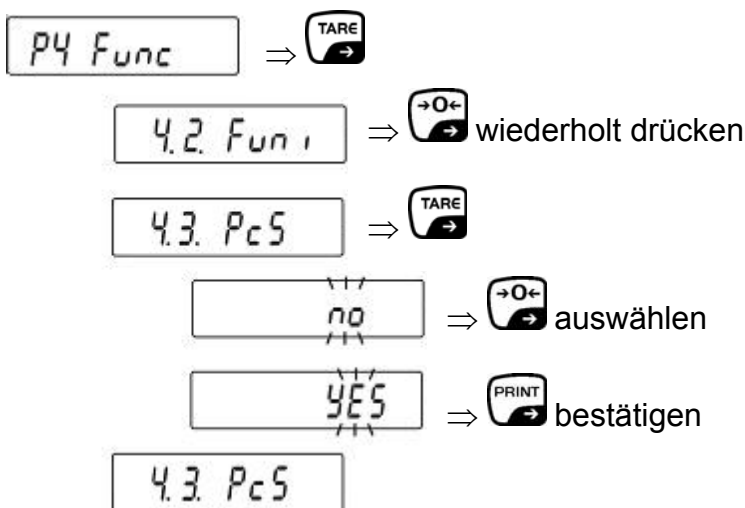 P4 Func ⇒ TARE
4.2. Funi ⇒ →0← wiederholt drücken
4.3. PcS ⇒ TARE
no ⇒ →0← auswählen
YES ⇒ PRINT bestätigen
4.3. PcS